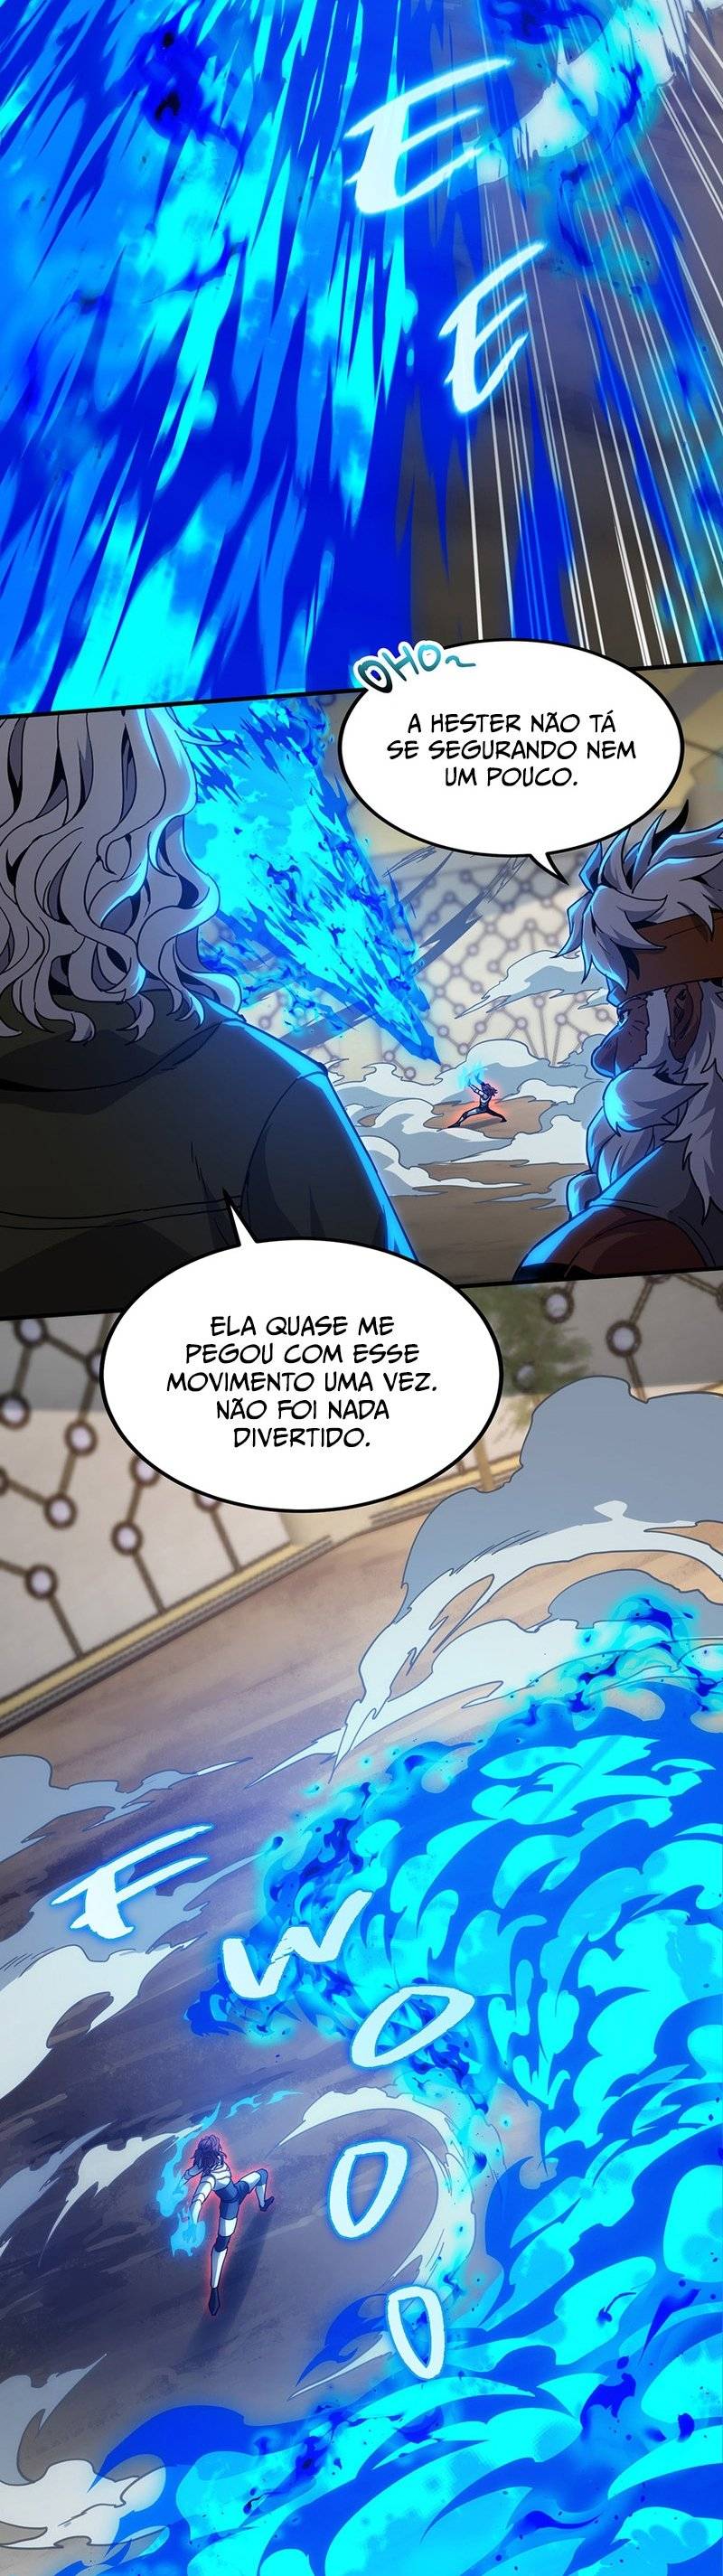 E
E
OHO~
A HESTER NÃO TÁ
SE SEGURANDO NEM
UM POUCO.
ELA QUASE ME
PEGOU COM ESSE
MOVIMENTO UMA VEZ.
NÃO FOI NADA
DIVERTIDO.
F
W
O
O
O